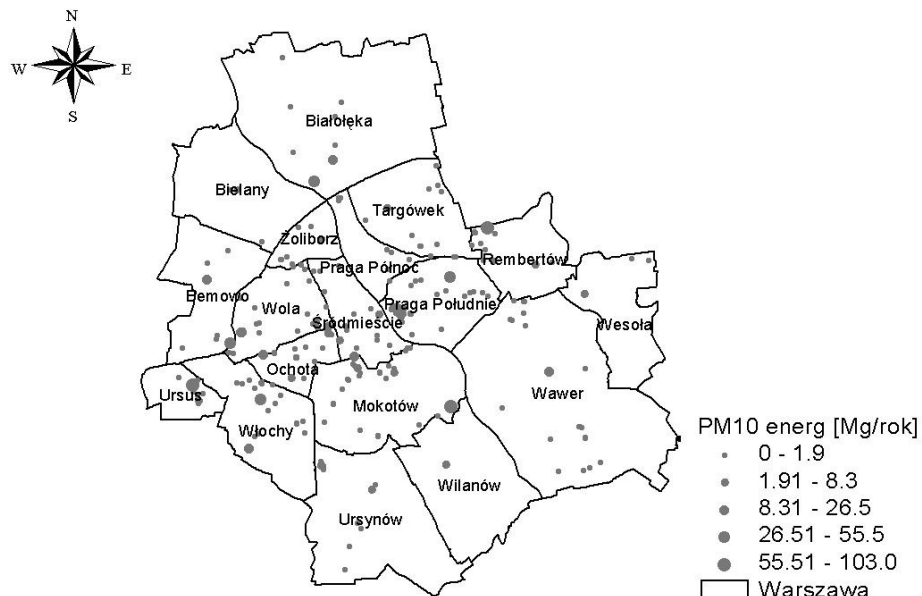 N
W E
S
Białołęka
Bielany
Targówek
Żoliborz
Rembertów
Praga Północ
Bemowo
Wola
Praga Południe
Śródmieście
Wesoła
Ochota
Ursus
Mokotów
Wawer
Włochy
Wilanów
Ursynów
PM10 energ [Mg/rok]
0 - 1.9
1.91 - 8.3
8.31 - 26.5
26.51 - 55.5
55.51 - 103.0
Warszawa